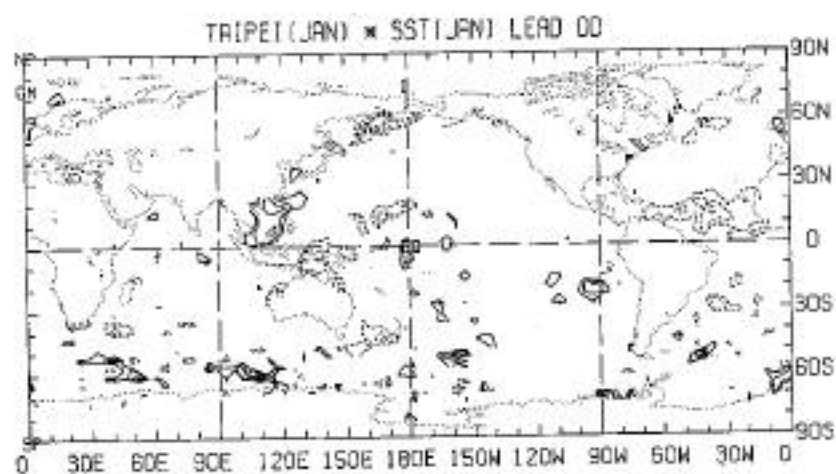 TAIPEI(JAN) * SST(JAN) LEAD 00
90N
60N
30N
0
30S
60S
90S
0 30E 60E 90E 120E 150E 180E 150W 120W 90W 60W 30W 0